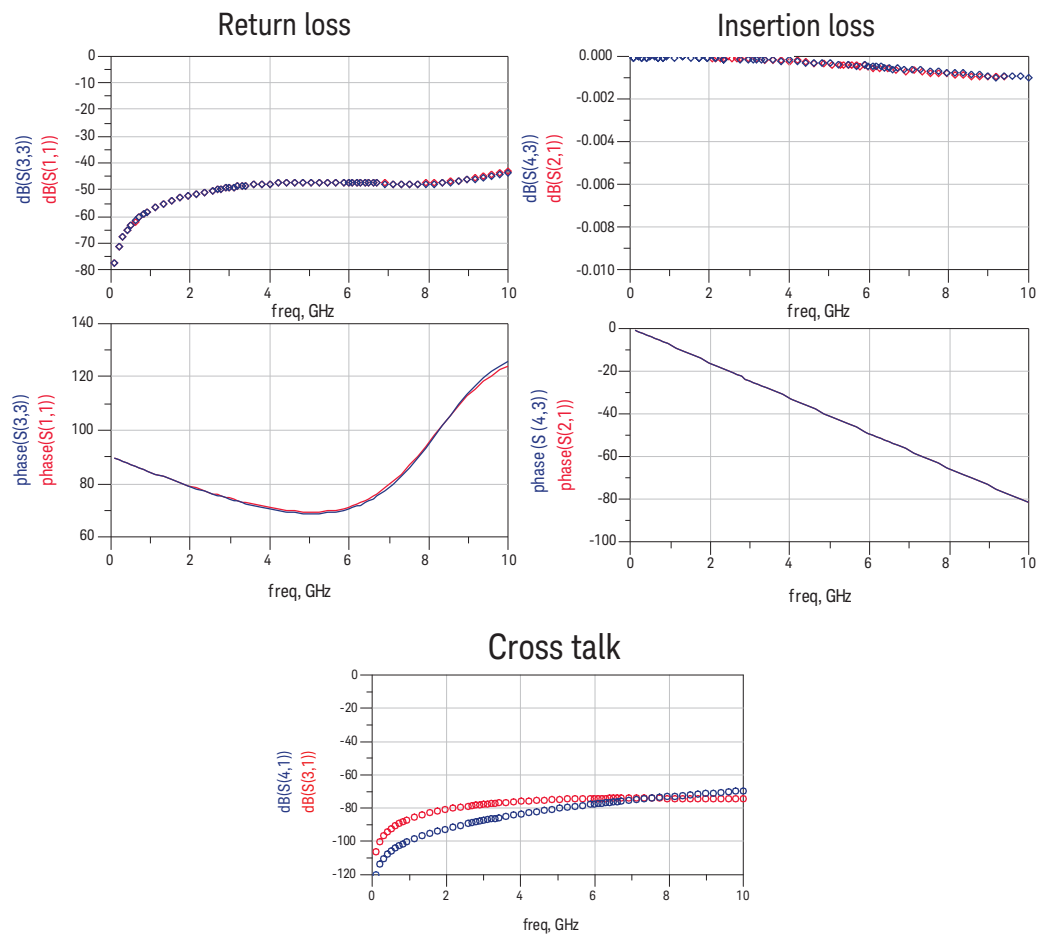 Return loss
Insertion loss
0
-10
-20
-30
-40
-50
-60
-70
-80
dB(S(3,3))
dB(S(1,1))
0 2 4 6 8 10
freq, GHz
0.000
-0.002
-0.004
-0.006
-0.008
-0.010
dB(S(4,3))
dB(S(2,1))
0 2 4 6 8 10
freq, GHz
140
120
100
80
60
phase(S(3,3))
phase(S(1,1))
0 2 4 6 8 10
freq, GHz
0
-20
-40
-60
-80
-100
phase (S (4,3))
phase(S(2,1))
0 2 4 6 8 10
freq, GHz
Cross talk
0
-20
-40
-60
-80
-100
-120
dB(S(4,1))
dB(S(3,1))
0 2 4 6 8 10
freq, GHz